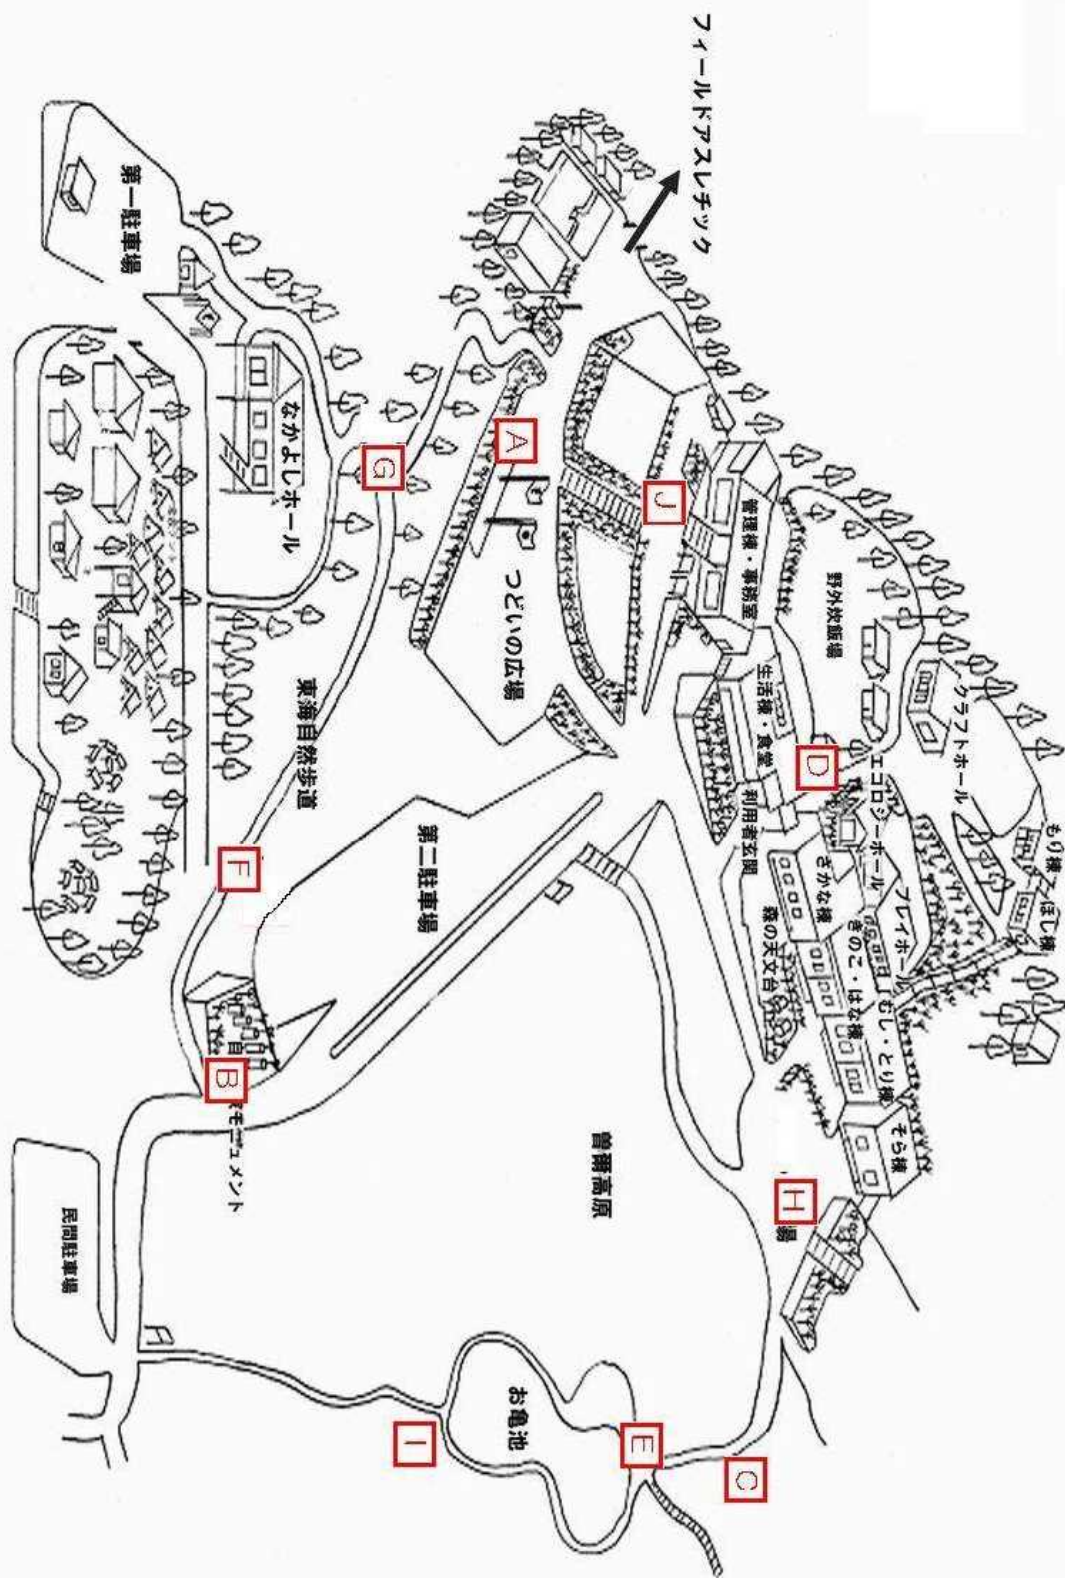 フィールドアスレチック
第一駐車場
なかよしホール
G
A
J
つどいの広場
管理棟・事務室
野外炊飯場
クラフトホール
生活棟・食堂
D
利用者玄関
エコロジーホール
プレイホール
もり棟
ほし棟
東海自然歩道
F
第二駐車場
さかな棟
きのこ・はな棟
むし・とり棟
森の天文台
そら棟
B
モニュメント
曽爾高原
H
場
民間駐車場
お亀池
I
E
C